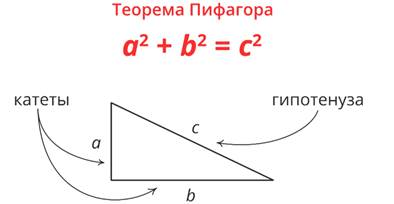 Теорема Пифагора
a² + b² = c²
катеты
гипотенуза
c
a
b